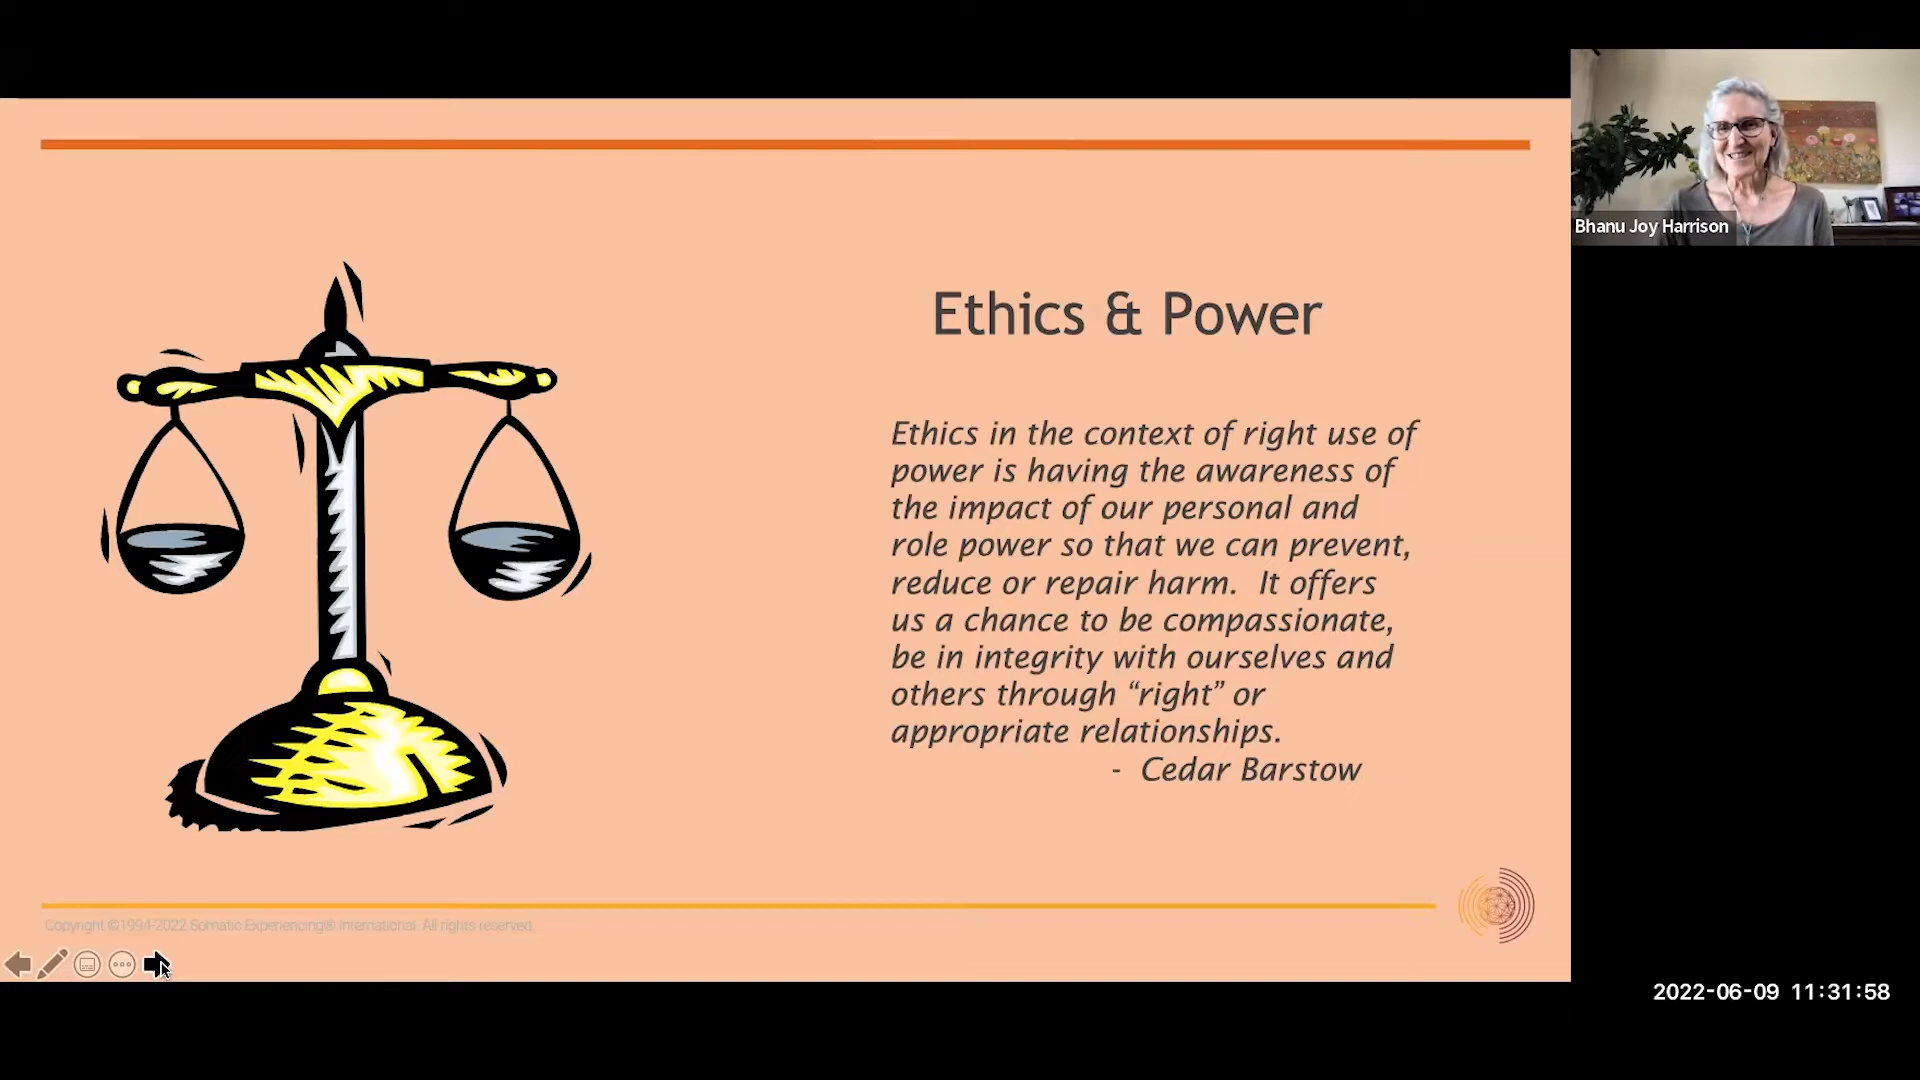 Bhanu Joy Harrison
Ethics & Power
Ethics in the context of right use of
power is having the awareness of
the impact of our personal and
role power so that we can prevent,
reduce or repair harm.  It offers
us a chance to be compassionate,
be in integrity with ourselves and
others through “right” or
appropriate relationships.
- Cedar Barstow
Copyright ©1994-2022 Somatic Experiencing® International. All rights reserved.
2022-06-09 11:31:58